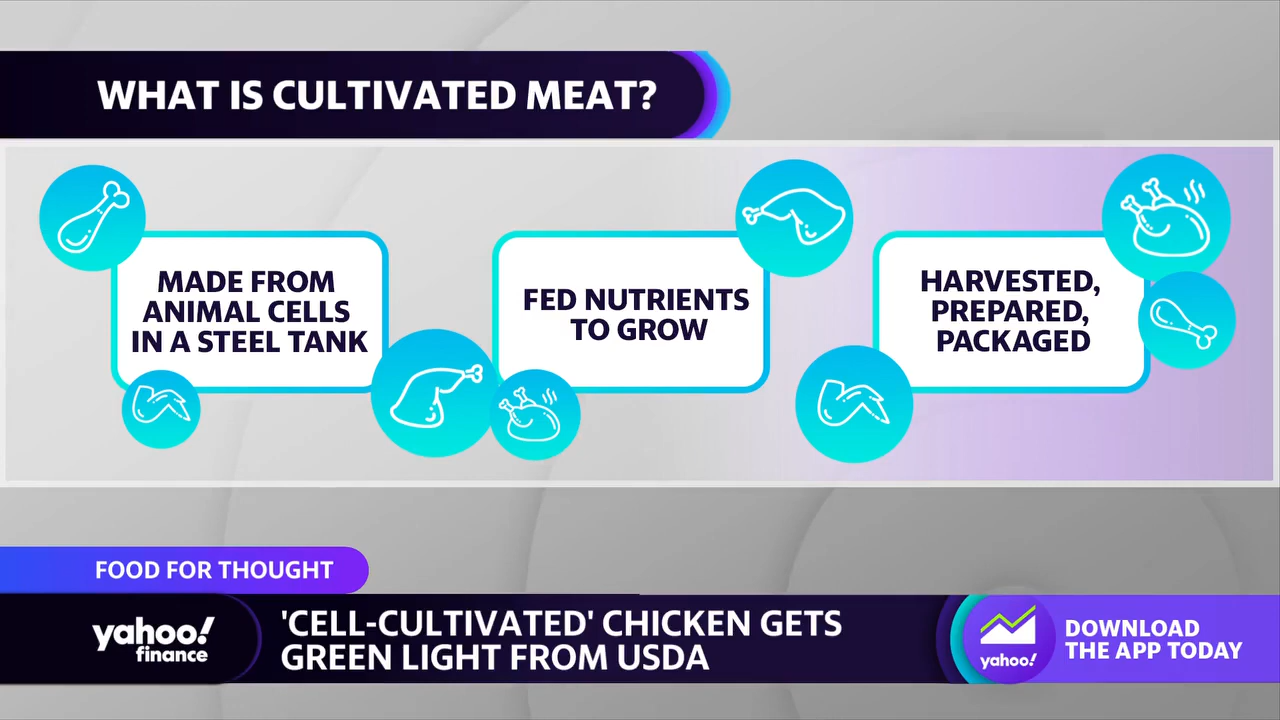 WHAT IS CULTIVATED MEAT?
MADE FROM
ANIMAL CELLS
IN A STEEL TANK
FED NUTRIENTS
TO GROW
HARVESTED,
PREPARED,
PACKAGED
FOOD FOR THOUGHT
yahoo!
finance
'CELL-CULTIVATED' CHICKEN GETS
GREEN LIGHT FROM USDA
yahoo!
DOWNLOAD
THE APP TODAY